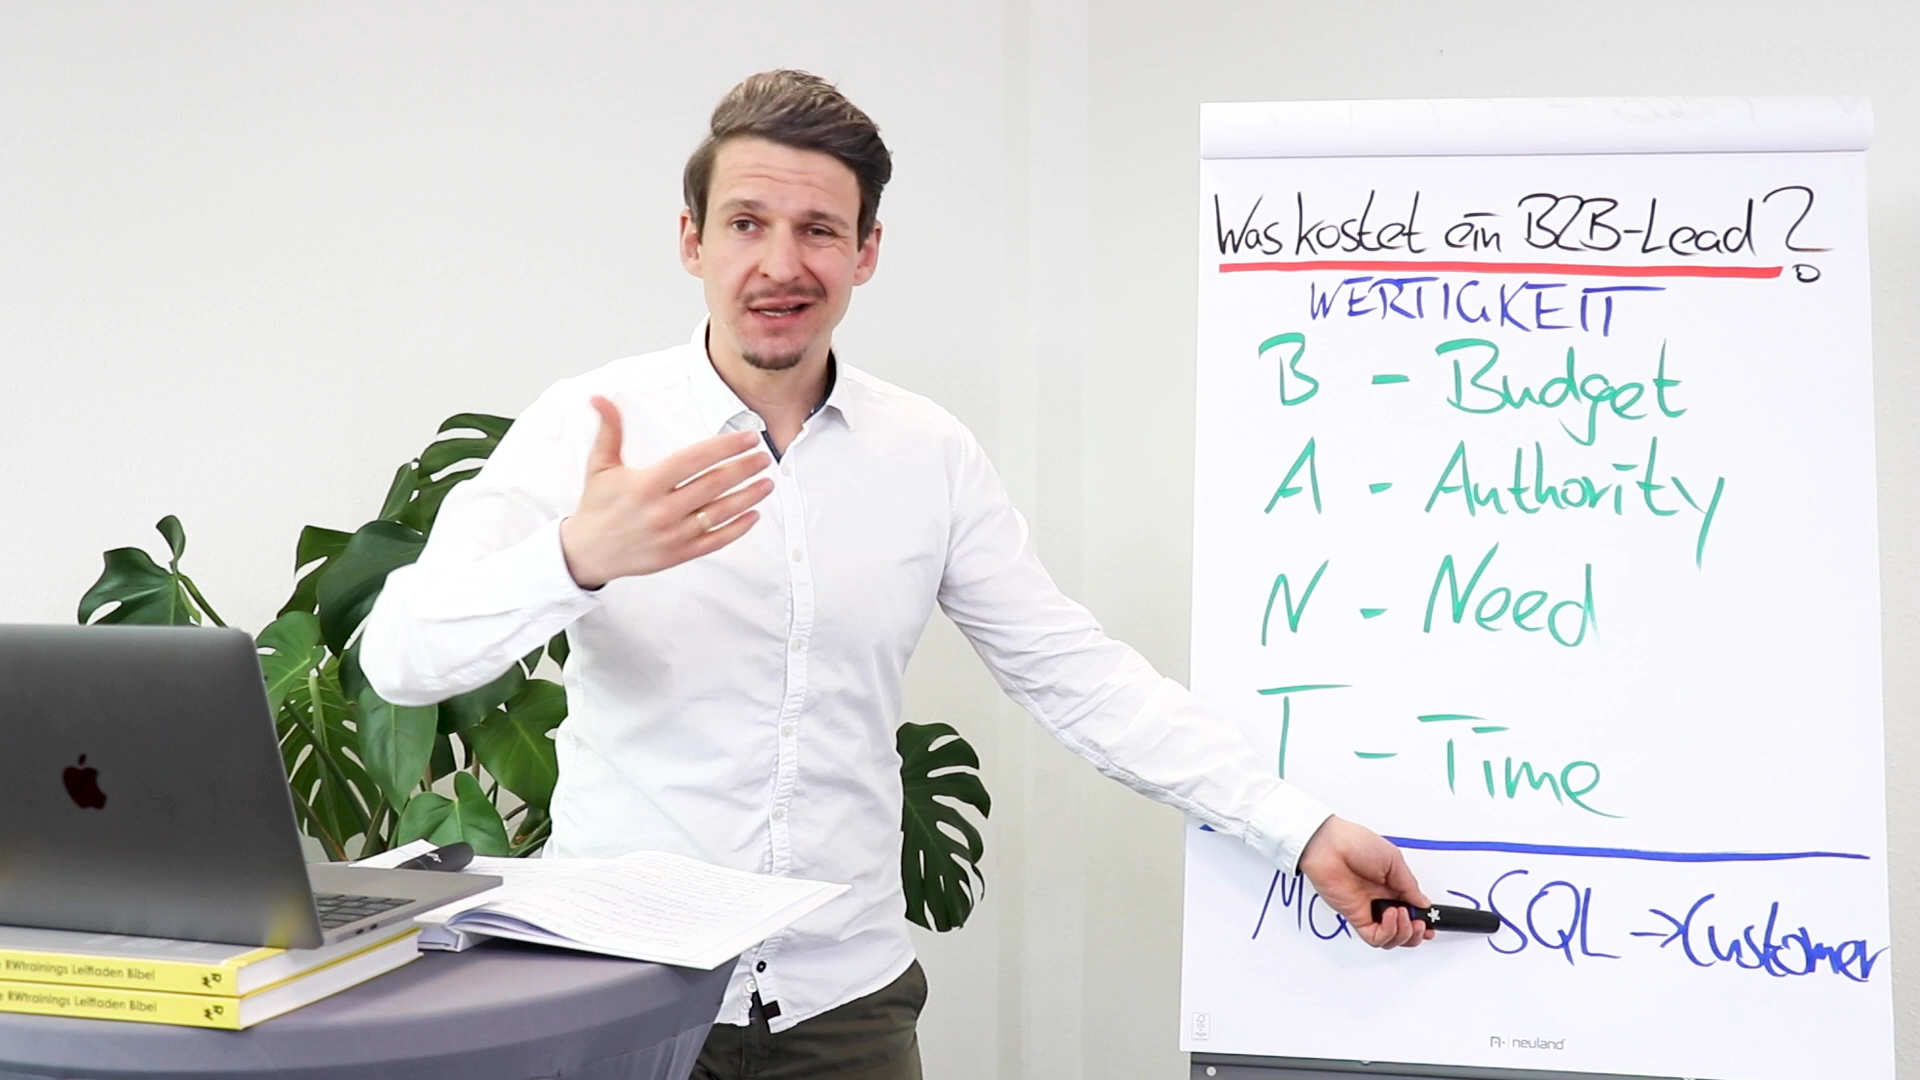 Was kostet ein B2B-Lead?
WERTIGKEIT
B - Budget
A - Authority
N - Need
T - Time
→ SQL → Customer
neuland
RWtrainings Leitfaden Bibel
RWtrainings Leitfaden Bibel